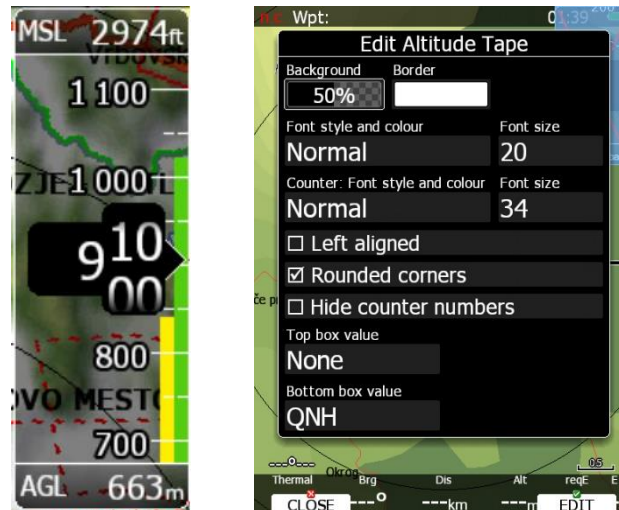 MSL 2974ft
1 100
1 000
9 10
00
800
700
AGL 663m
Wpt: 01:39
Edit Altitude Tape
Background Border
50%
Font style and colour Font size
Normal 20
Counter: Font style and colour Font size
Normal 34
Left aligned
Rounded corners
Hide counter numbers
Top box value
None
Bottom box value
QNH
Thermal Brg Dis Alt reqE E
CLOSE ---° ---km ---m EDIT